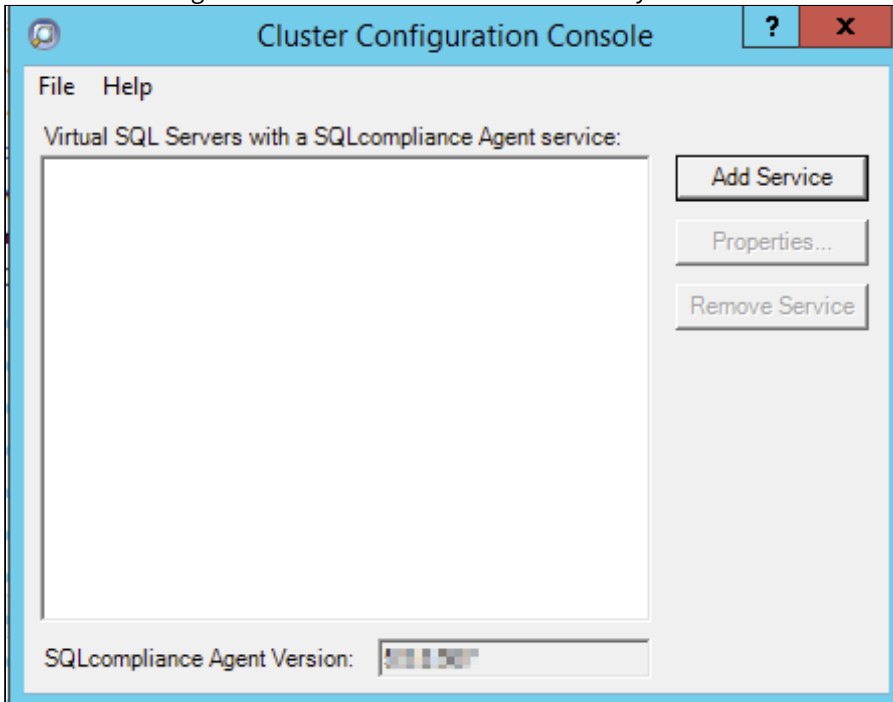 Cluster Configuration Console
? X
File Help
Virtual SQL Servers with a SQLcompliance Agent service:
Add Service
Properties...
Remove Service
SQLcompliance Agent Version: